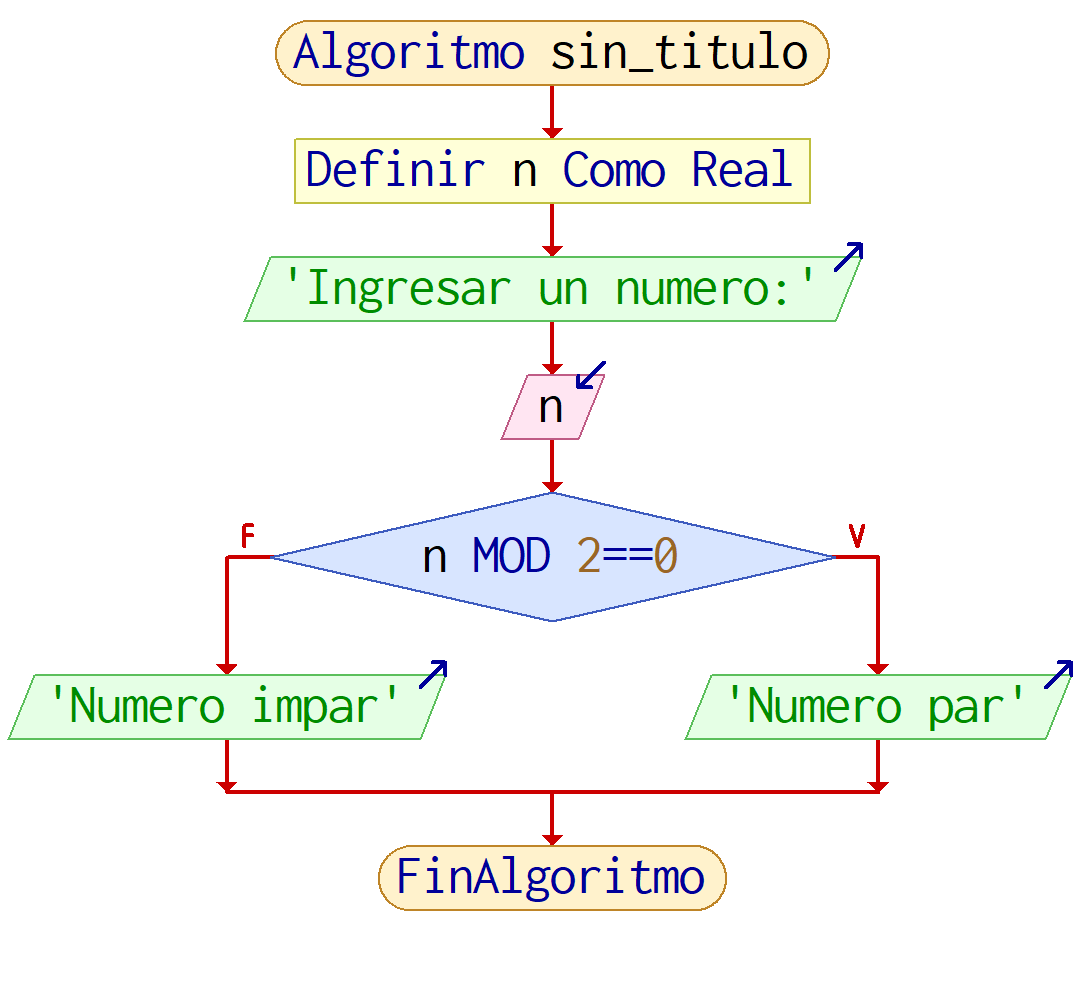 Algoritmo sin_titulo
Definir n Como Real
'Ingresar un numero:'
n
n MOD 2==0
F
V
'Numero impar'
'Numero par'
FinAlgoritmo